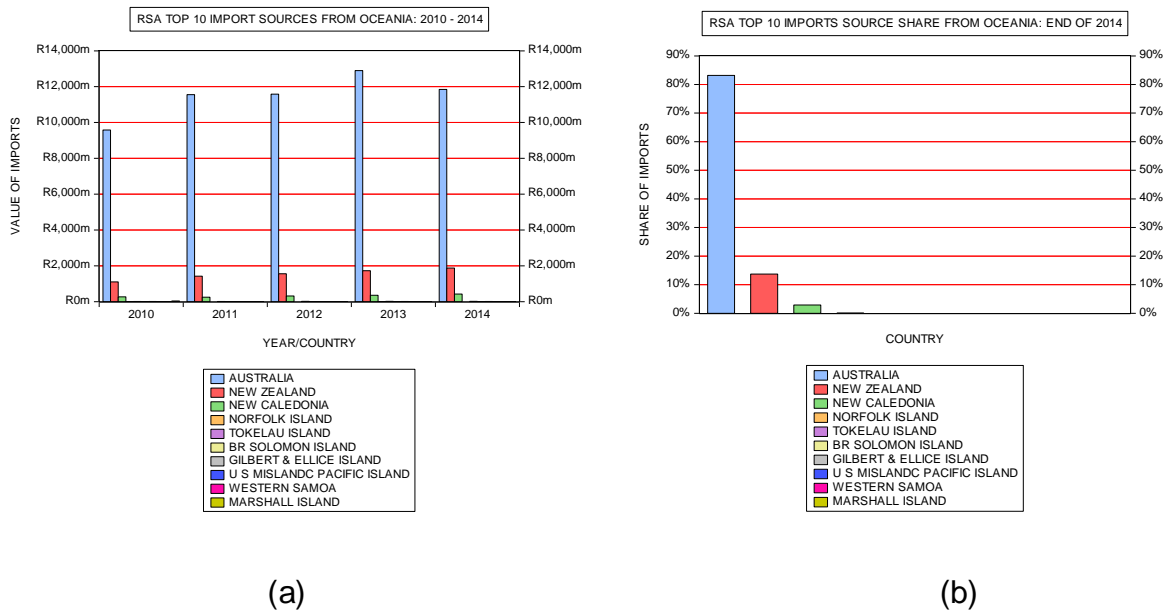 RSA TOP 10 IMPORT SOURCES FROM OCEANIA: 2010 - 2014
R14,000m
R12,000m
R10,000m
R8,000m
R6,000m
R4,000m
R2,000m
R0m
VALUE OF IMPORTS
R14,000m
R12,000m
R10,000m
R8,000m
R6,000m
R4,000m
R2,000m
R0m
2010 2011 2012 2013 2014
YEAR/COUNTRY
AUSTRALIA
NEW ZEALAND
NEW CALEDONIA
NORFOLK ISLAND
TOKELAU ISLAND
BR SOLOMON ISLAND
GILBERT & ELLICE ISLAND
U S MISLANDC PACIFIC ISLAND
WESTERN SAMOA
MARSHALL ISLAND
(a)
RSA TOP 10 IMPORTS SOURCE SHARE FROM OCEANIA: END OF 2014
90%
80%
70%
60%
50%
40%
30%
20%
10%
0%
SHARE OF IMPORTS
90%
80%
70%
60%
50%
40%
30%
20%
10%
0%
COUNTRY
AUSTRALIA
NEW ZEALAND
NEW CALEDONIA
NORFOLK ISLAND
TOKELAU ISLAND
BR SOLOMON ISLAND
GILBERT & ELLICE ISLAND
U S MISLANDC PACIFIC ISLAND
WESTERN SAMOA
MARSHALL ISLAND
(b)